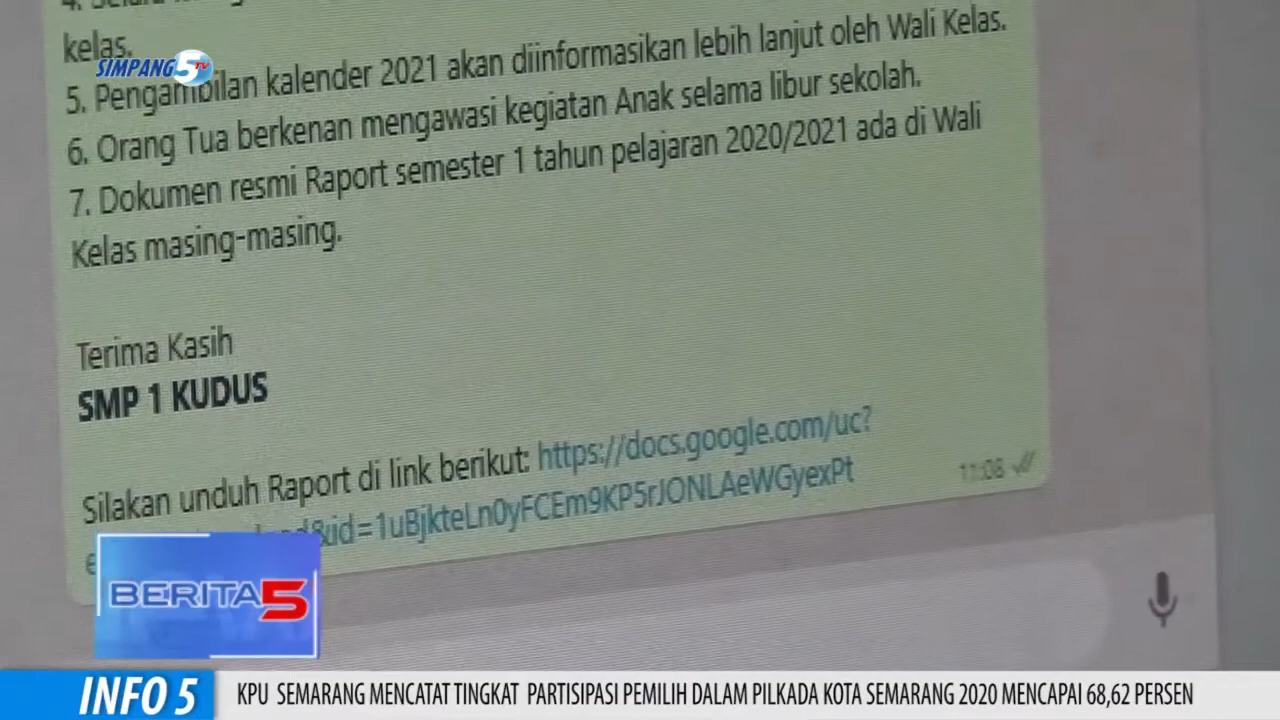 kelas.
SIMPANG5 TV
5. Pengambilan kalender 2021 akan diinformasikan lebih lanjut oleh Wali Kelas.
6. Orang Tua berkenan mengawasi kegiatan Anak selama libur sekolah.
7. Dokumen resmi Raport semester 1 tahun pelajaran 2020/2021 ada di Wali
Kelas masing-masing.
Terima Kasih
SMP 1 KUDUS
Silakan unduh Raport di link berikut: https://docs.google.com/uc?
&id=1uBjkteLn0yFCEm9KP5rJONLAeWGyexPt
11:08
BERITA5
INFO 5
KPU SEMARANG MENCATAT TINGKAT PARTISIPASI PEMILIH DALAM PILKADA KOTA SEMARANG 2020 MENCAPAI 68,62 PERSEN